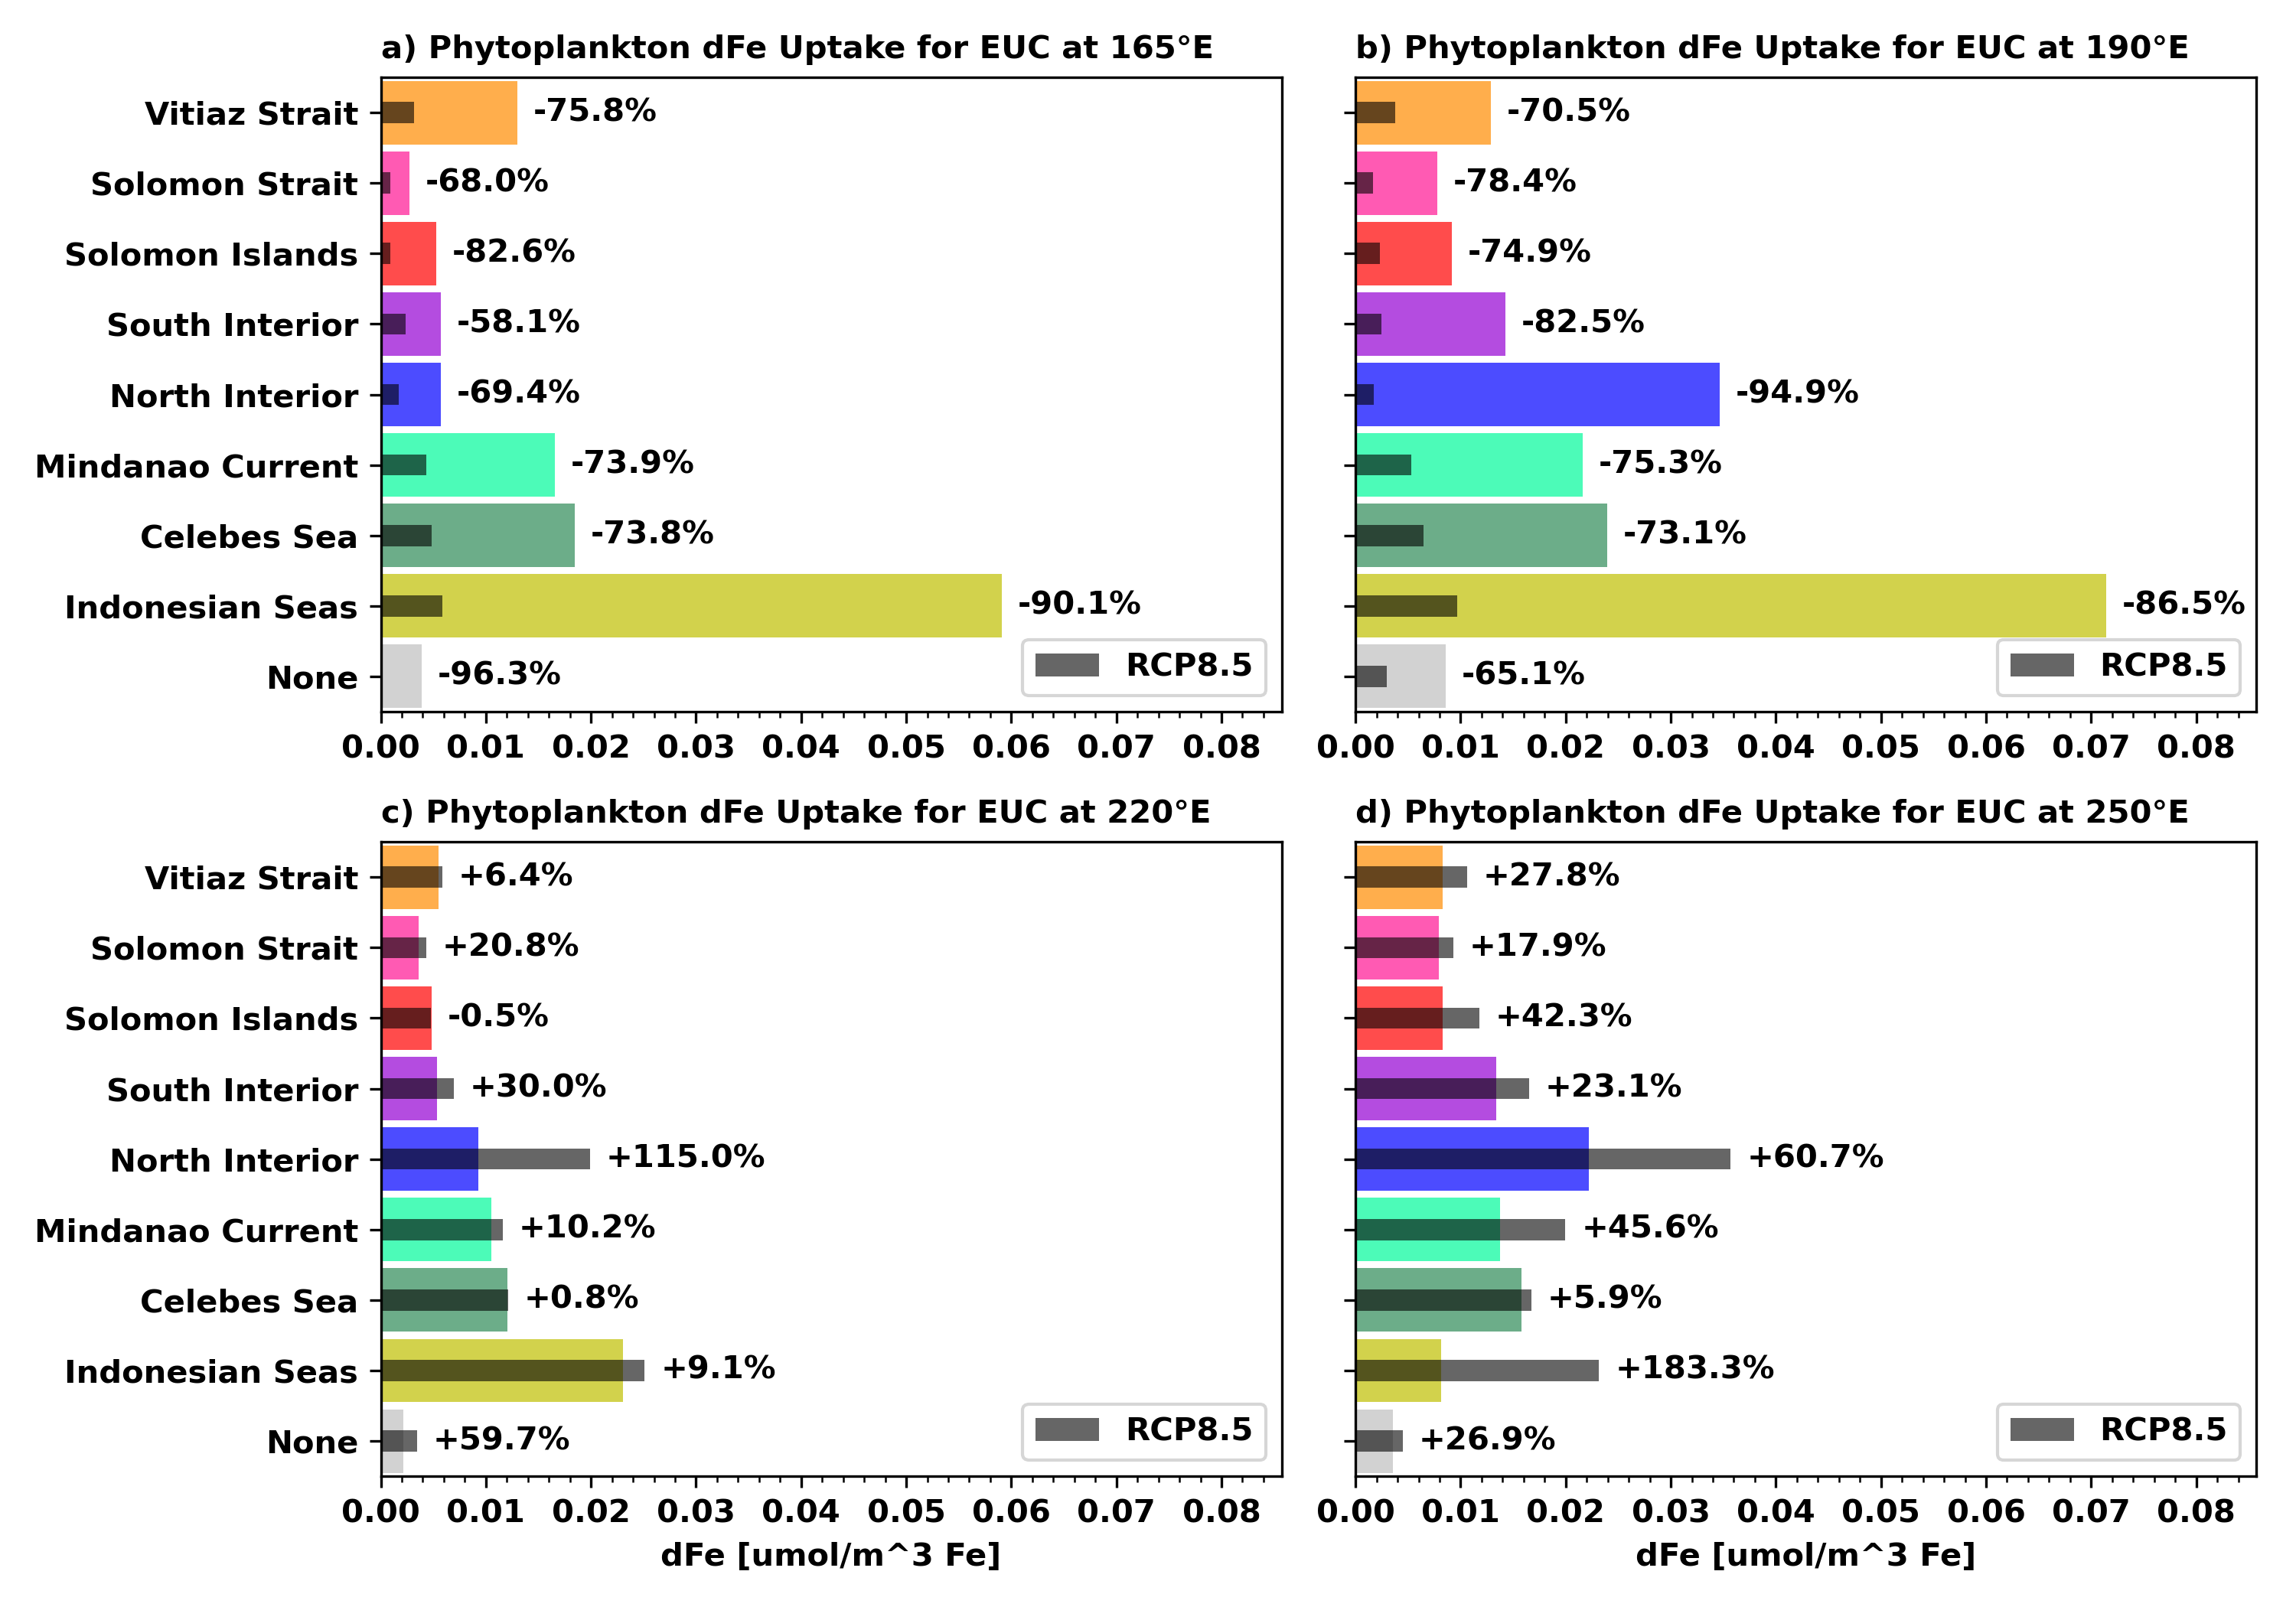 a) Phytoplankton dFe Uptake for EUC at 165°E
Vitiaz Strait
Solomon Strait
Solomon Islands
South Interior
North Interior
Mindanao Current
Celebes Sea
Indonesian Seas
None
-75.8%
-68.0%
-82.6%
-58.1%
-69.4%
-73.9%
-73.8%
-90.1%
-96.3%
RCP8.5
0.00 0.01 0.02 0.03 0.04 0.05 0.06 0.07 0.08
b) Phytoplankton dFe Uptake for EUC at 190°E
-70.5%
-78.4%
-74.9%
-82.5%
-94.9%
-75.3%
-73.1%
-86.5%
-65.1%
RCP8.5
0.00 0.01 0.02 0.03 0.04 0.05 0.06 0.07 0.08
c) Phytoplankton dFe Uptake for EUC at 220°E
Vitiaz Strait
Solomon Strait
Solomon Islands
South Interior
North Interior
Mindanao Current
Celebes Sea
Indonesian Seas
None
+6.4%
+20.8%
-0.5%
+30.0%
+115.0%
+10.2%
+0.8%
+9.1%
+59.7%
RCP8.5
0.00 0.01 0.02 0.03 0.04 0.05 0.06 0.07 0.08
dFe [umol/m^3 Fe]
d) Phytoplankton dFe Uptake for EUC at 250°E
+27.8%
+17.9%
+42.3%
+23.1%
+60.7%
+45.6%
+5.9%
+183.3%
+26.9%
RCP8.5
0.00 0.01 0.02 0.03 0.04 0.05 0.06 0.07 0.08
dFe [umol/m^3 Fe]